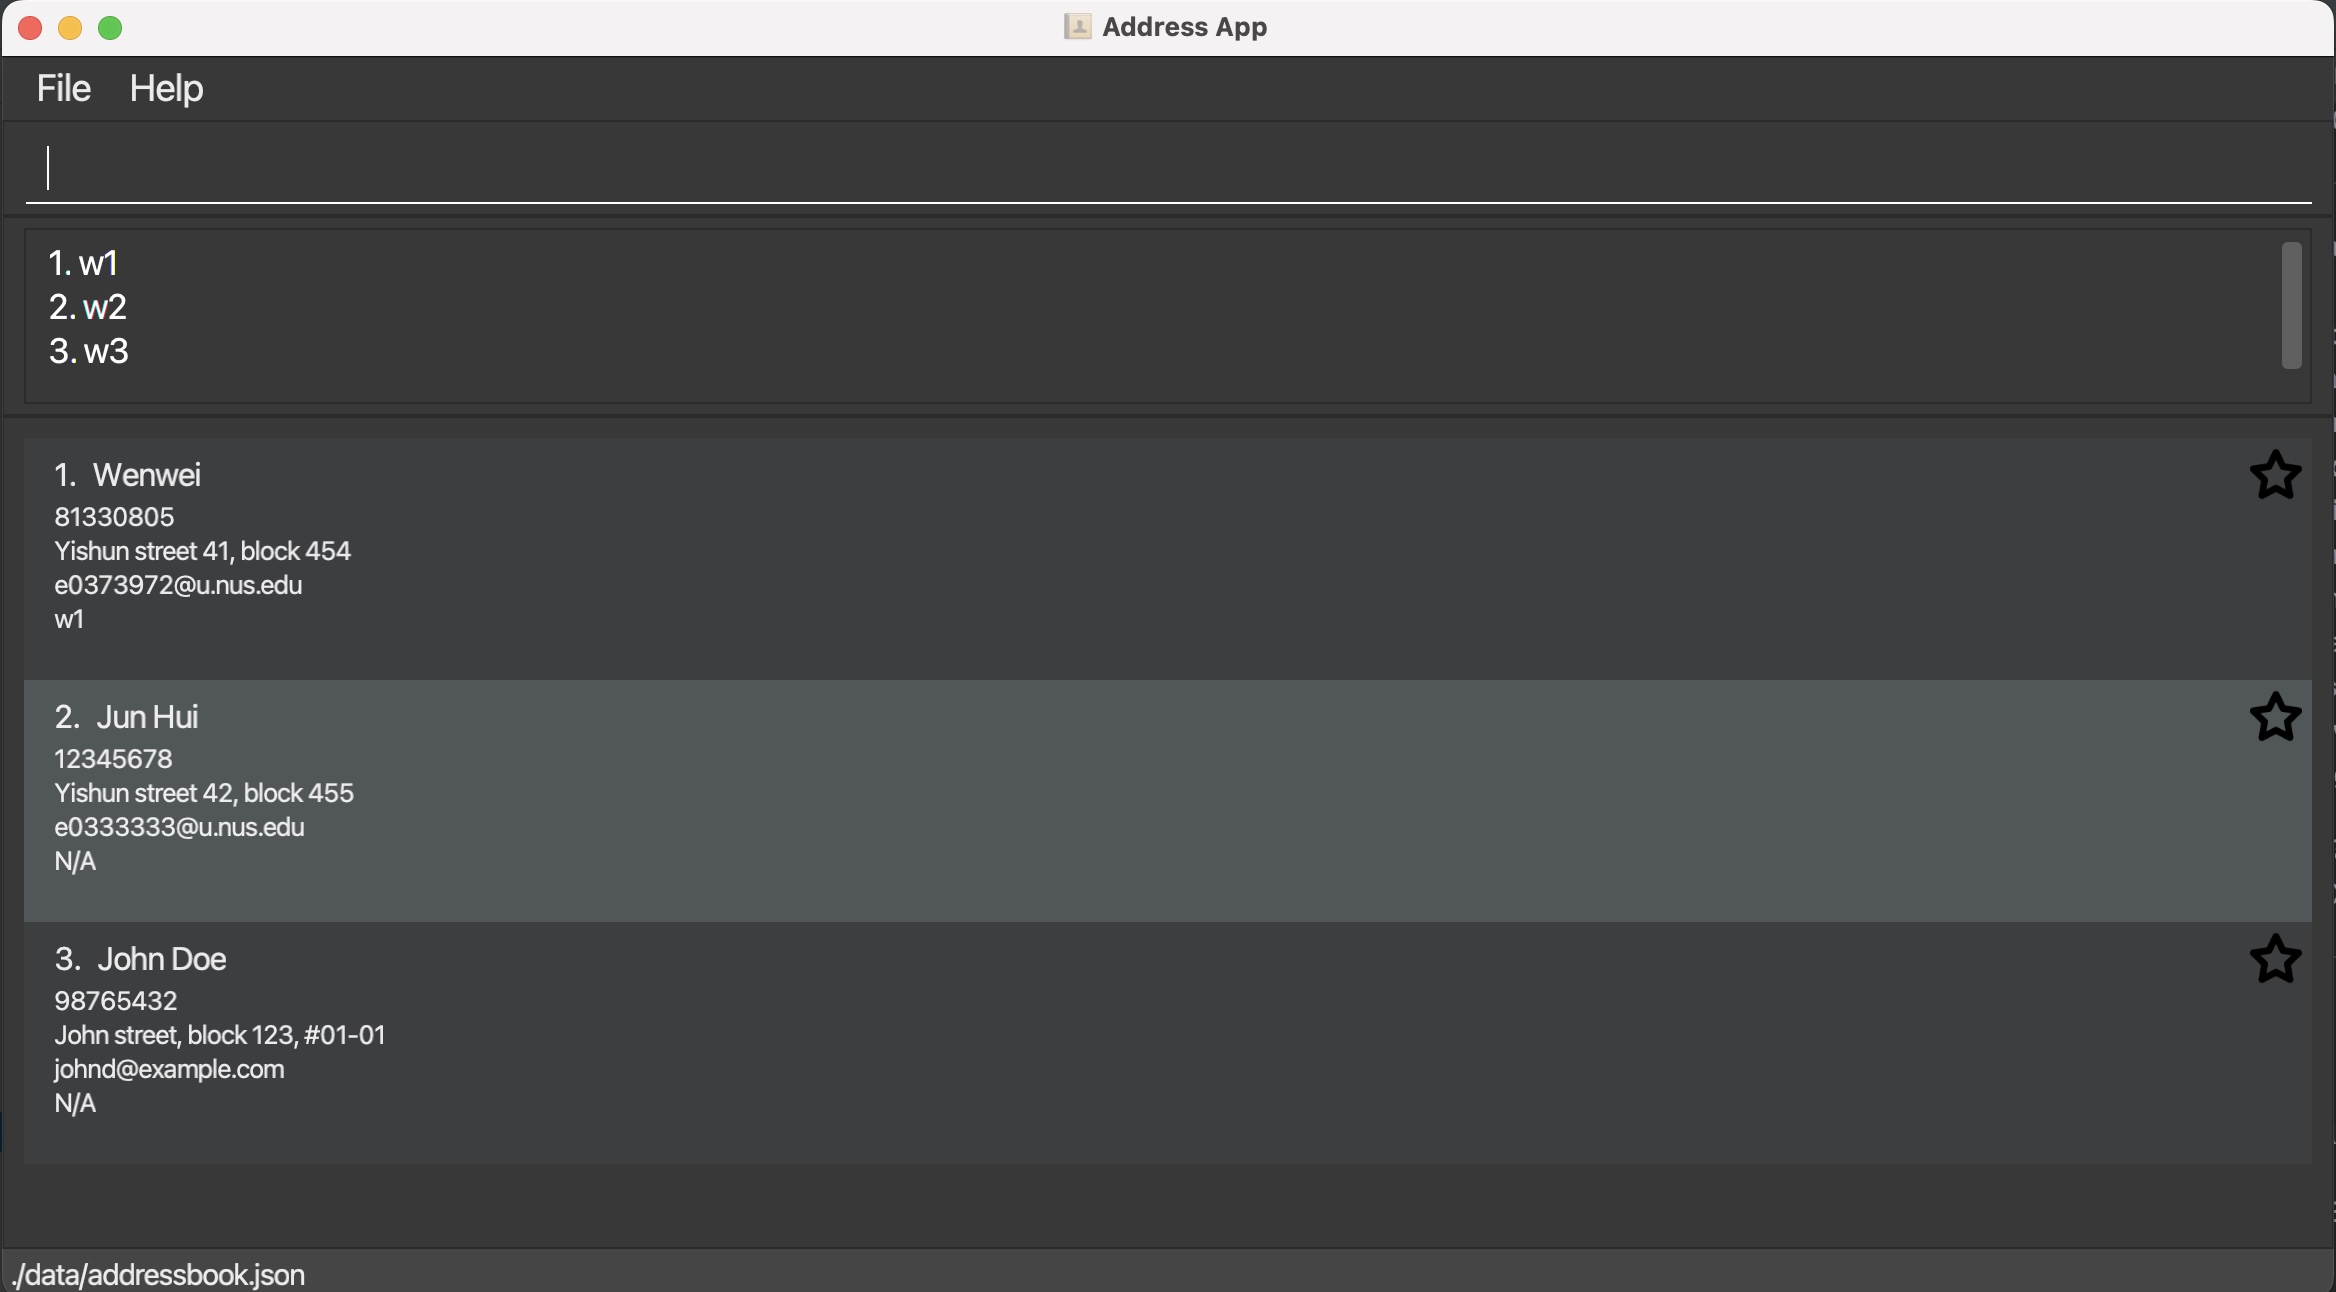 Address App
File Help
1. w1
2. w2
3. w3
1. Wenwei
81330805
Yishun street 41, block 454
e0373972@u.nus.edu
w1
2. Jun Hui
12345678
Yishun street 42, block 455
e0333333@u.nus.edu
N/A
3. John Doe
98765432
John street, block 123, #01-01
johnd@example.com
N/A
./data/addressbook.json